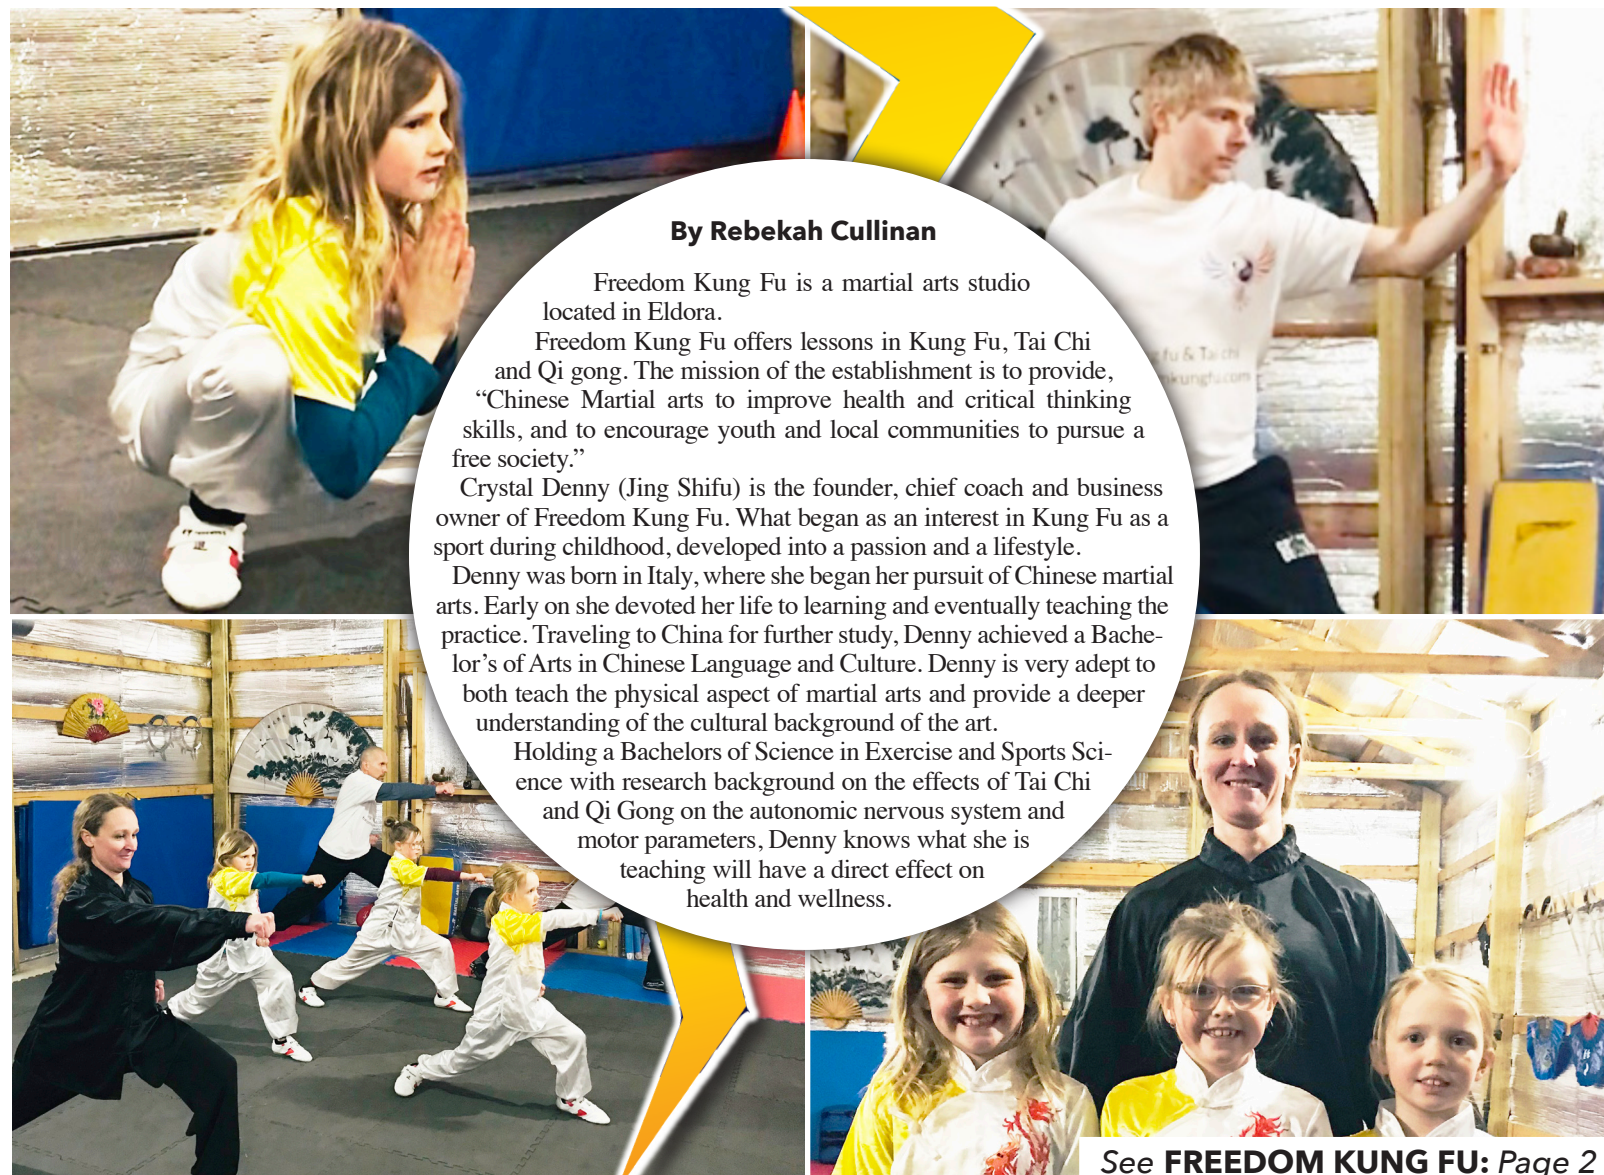 By Rebekah Cullinan
Freedom Kung Fu is a martial arts studio
located in Eldora.
Freedom Kung Fu offers lessons in Kung Fu, Tai Chi
and Qi gong. The mission of the establishment is to provide,
“Chinese Martial arts to improve health and critical thinking
skills, and to encourage youth and local communities to pursue a
free society.”
Crystal Denny (Jing Shifu) is the founder, chief coach and business
owner of Freedom Kung Fu. What began as an interest in Kung Fu as a
sport during childhood, developed into a passion and a lifestyle.
Denny was born in Italy, where she began her pursuit of Chinese martial
arts. Early on she devoted her life to learning and eventually teaching the
practice. Traveling to China for further study, Denny achieved a Bache-
lor’s of Arts in Chinese Language and Culture. Denny is very adept to
both teach the physical aspect of martial arts and provide a deeper
understanding of the cultural background of the art.
Holding a Bachelors of Science in Exercise and Sports Sci-
ence with research background on the effects of Tai Chi
and Qi Gong on the autonomic nervous system and
motor parameters, Denny knows what she is
teaching will have a direct effect on
health and wellness.
fu & Tai chi
kungfu.com
See FREEDOM KUNG FU: Page 2